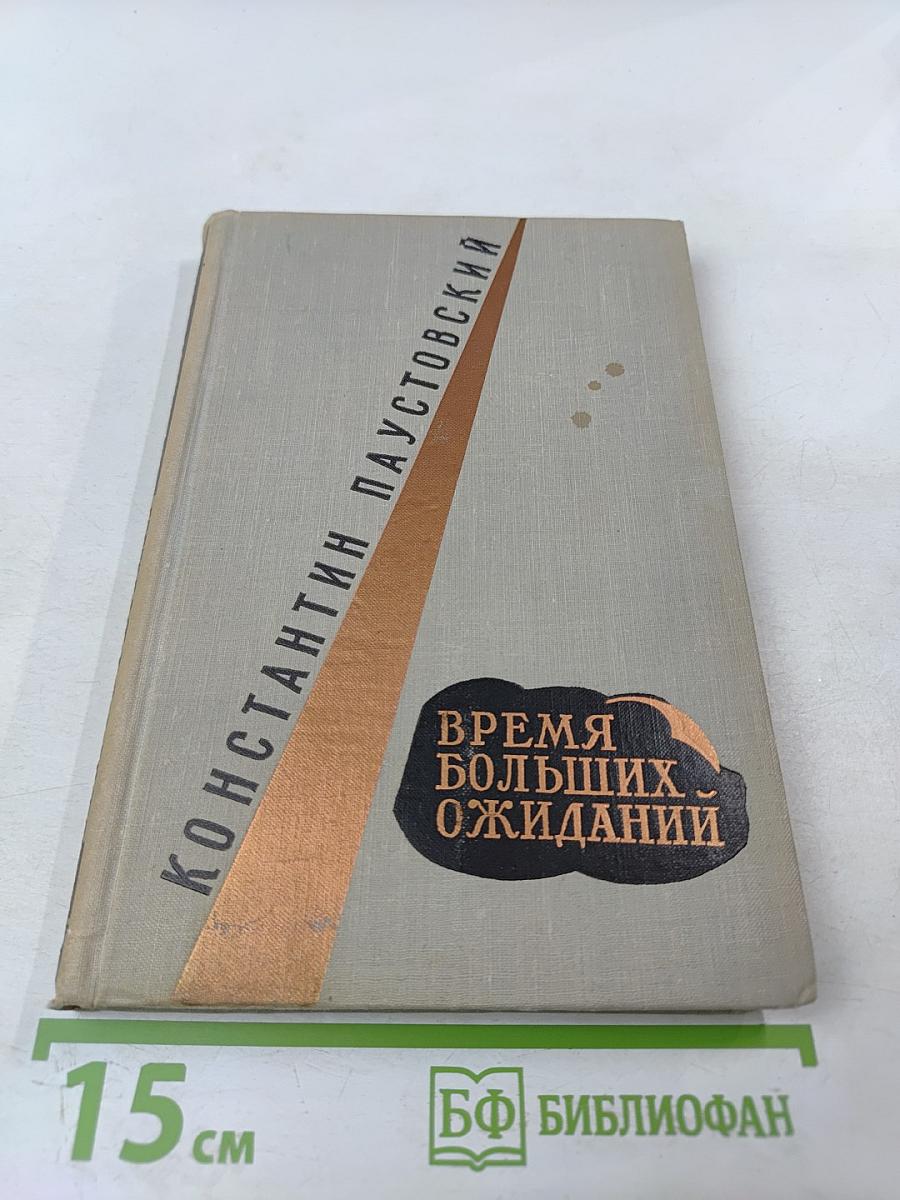 КОНСТАНТИН ПАУСТОВСКИЙ
ВРЕМЯ
БОЛЬШИХ
ОЖИДАНИЙ
15 см
БФ БИБЛИОФАН